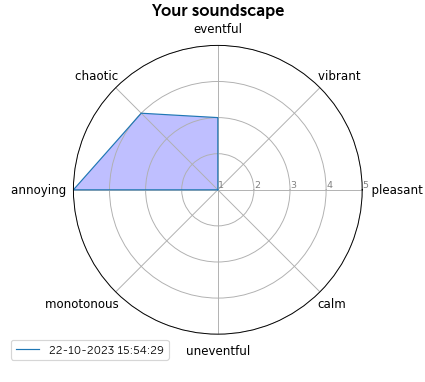 Your soundscape
eventful
chaotic
vibrant
annoying
1 2 3 4 5
pleasant
monotonous
calm
uneventful
22-10-2023 15:54:29